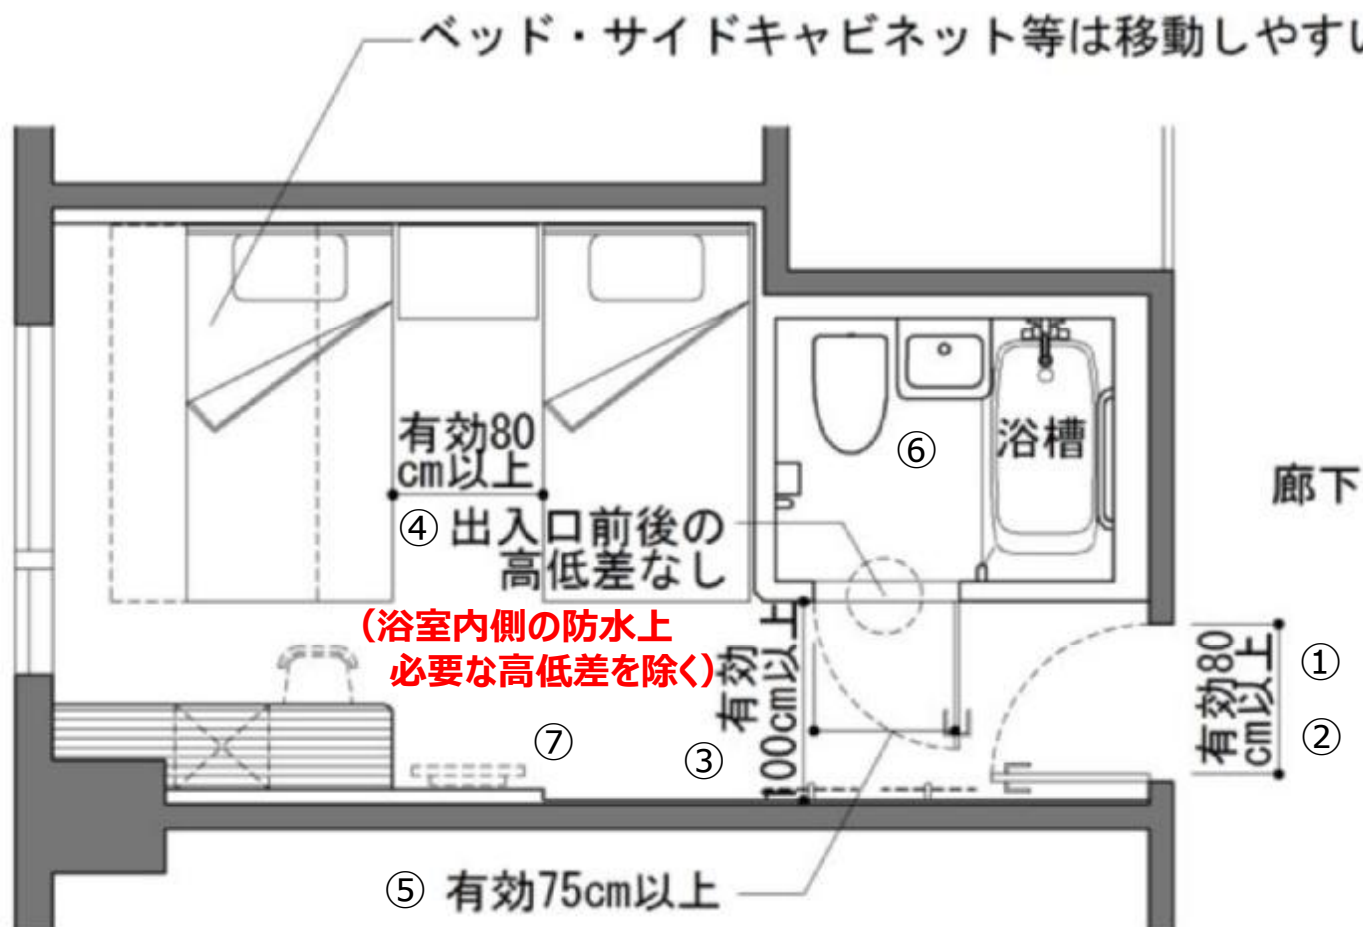 ベッド・サイドキャビネット等は移動しやすい
有効80
cm以上
⑥
浴槽
廊下
④ 出入口前後の
高低差なし
(浴室内側の防水上
必要な高低差を除く)
有効
100cm以上
③
⑦
有効80
cm以上
①
②
⑤ 有効75cm以上